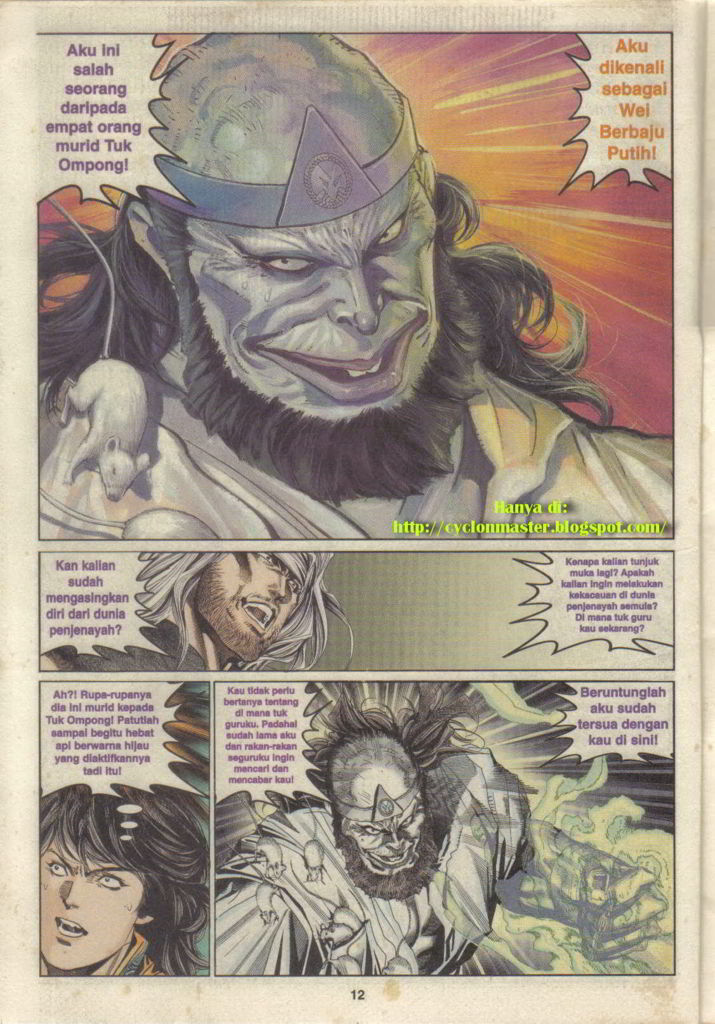 Aku ini
salah
seorang
daripada
empat orang
murid Tuk
Ompong!
Aku
dikenali
sebagai
Wei
Berbaju
Putih!
Hanya di:
http://cyclonmaster.blogspot.com/
Kan kalian
sudah
mengasingkan
diri dari dunia
penjenayah?
Kenapa kalian tunjuk
muka lagi? Apakah
kalian ingin melakukan
kekacauan di dunia
penjenayah semula?
Di mana tuk guru
kau sekarang?
Ah?! Rupa-rupanya
dia ini murid kepada
Tuk Ompong! Patutlah
sampai begitu hebat
api berwarna hijau
yang diaktifkannya
tadi itu!
Kau tidak perlu
bertanya tentang
di mana tuk
guruku. Padahal
sudah lama aku
dan rakan-rakan
seguruku ingin
mencari dan
mencabar kau!
Beruntunglah
aku sudah
tersua dengan
kau di sini!
12